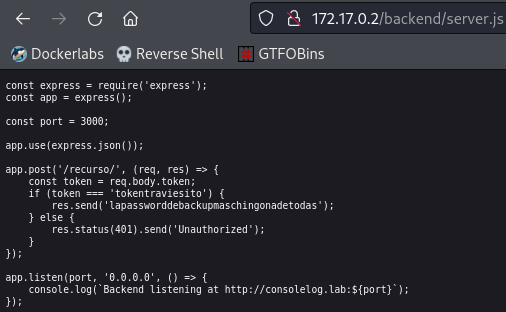 172.17.0.2/backend/server.js
Dockerlabs Reverse Shell GTFOBins
const express = require('express');
const app = express();
const port = 3000;
app.use(express.json());
app.post('/recurso/', (req, res) => {
    const token = req.body.token;
    if (token === 'tokentraviesito') {
        res.send('lapassworddebackupmaschingonadetodas');
    } else {
        res.status(401).send('Unauthorized');
    }
});
app.listen(port, '0.0.0.0', () => {
    console.log(`Backend listening at http://consolelog.lab:${port}`);
});